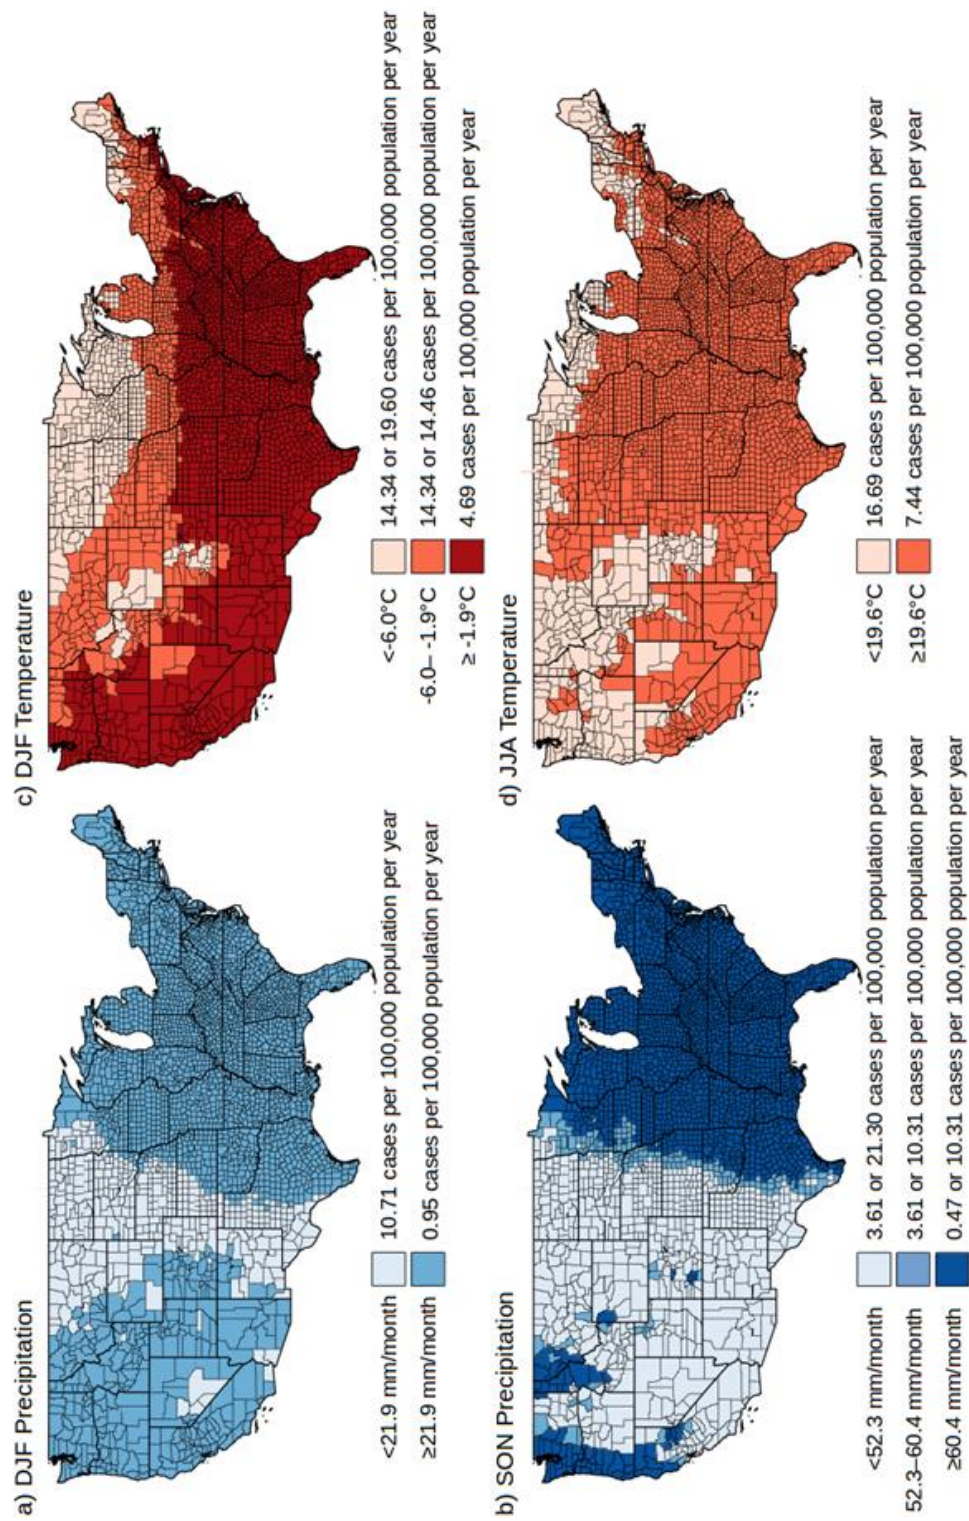 a) DJF Precipitation
<21.9 mm/month 10.71 cases per 100,000 population per year
≥21.9 mm/month 0.95 cases per 100,000 population per year
b) SON Precipitation
<52.3 mm/month 3.61 or 21.30 cases per 100,000 population per year
52.3–60.4 mm/month 3.61 or 10.31 cases per 100,000 population per year
≥60.4 mm/month 0.47 or 10.31 cases per 100,000 population per year
c) DJF Temperature
<-6.0°C 14.34 or 19.60 cases per 100,000 population per year
-6.0– -1.9°C 14.34 or 14.46 cases per 100,000 population per year
≥ -1.9°C 4.69 cases per 100,000 population per year
d) JJA Temperature
<19.6°C 16.69 cases per 100,000 population per year
≥19.6°C 7.44 cases per 100,000 population per year